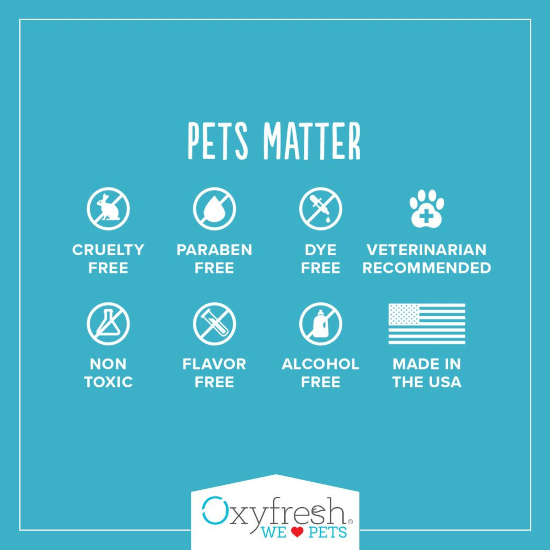 PETS MATTER
CRUELTY FREE
PARABEN FREE
DYE FREE
VETERINARIAN RECOMMENDED
NON TOXIC
FLAVOR FREE
ALCOHOL FREE
MADE IN THE USA
Oxyfresh®
WE ❤ PETS